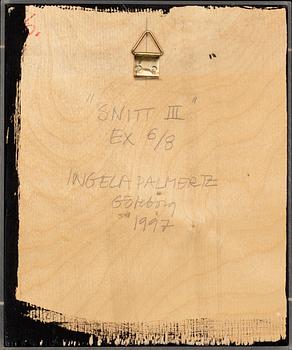 "SNITT III"
EX 6/8
INGELA PALMERTZ
Göteborg
1997